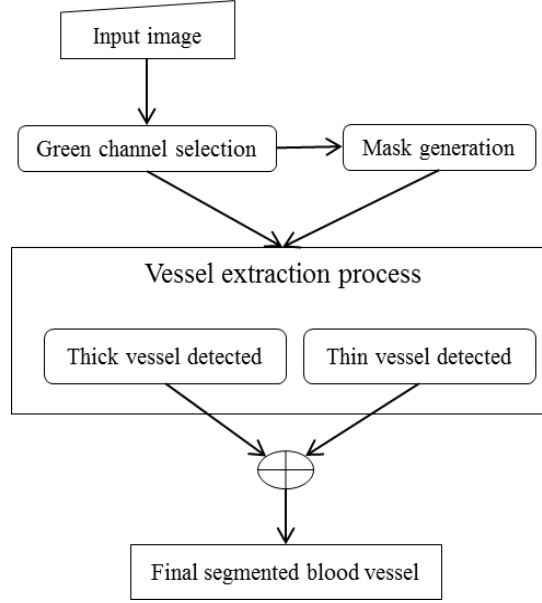 Input image
Green channel selection
Mask generation
Vessel extraction process
Thick vessel detected
Thin vessel detected
Final segmented blood vessel